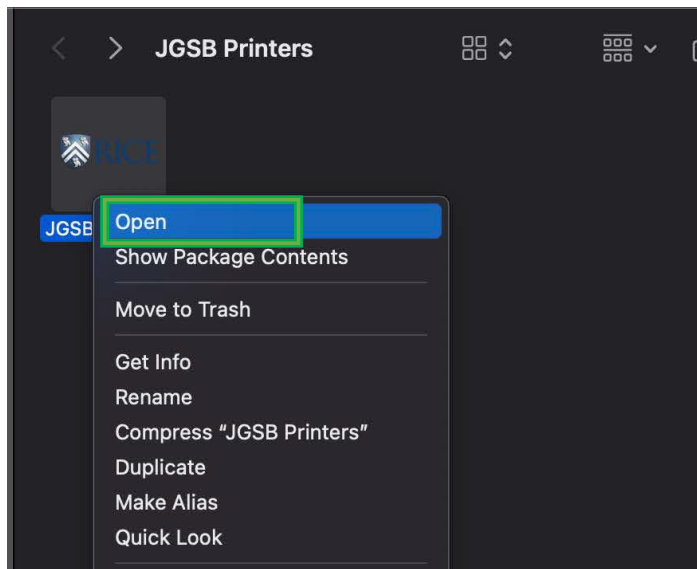 JGSB Printers
RICE
JGSB
Open
Show Package Contents
Move to Trash
Get Info
Rename
Compress “JGSB Printers”
Duplicate
Make Alias
Quick Look